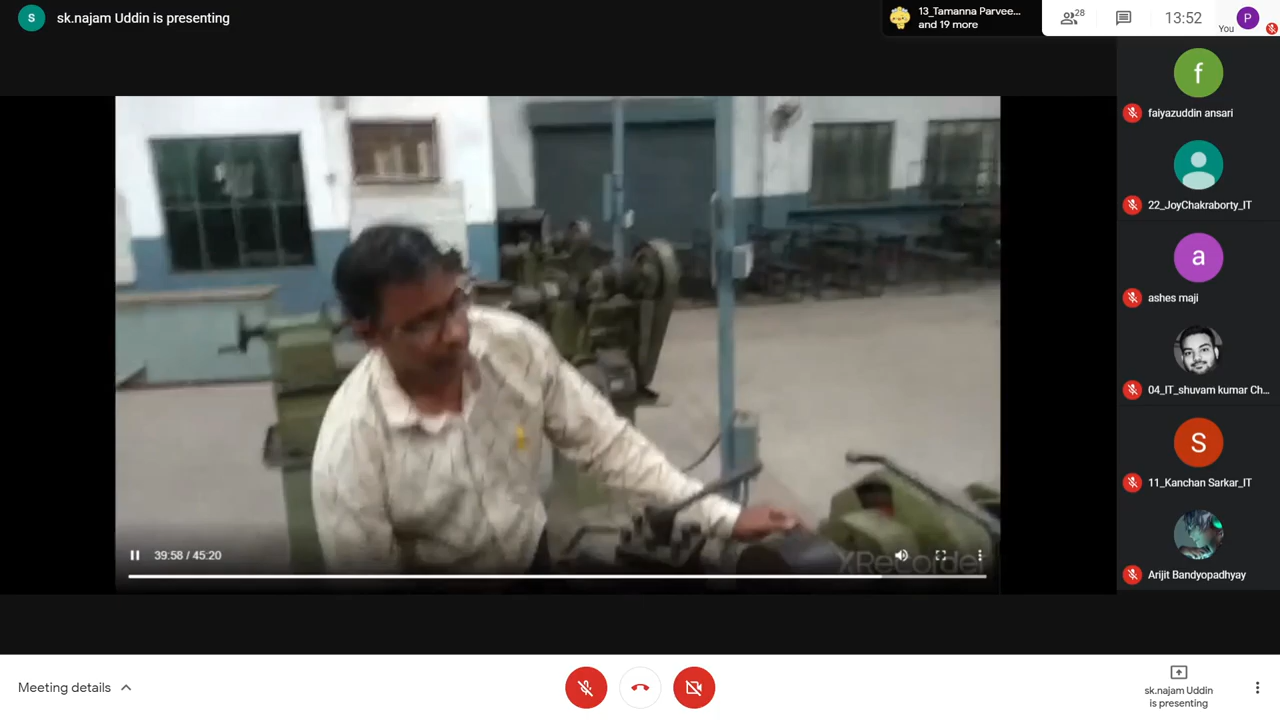 S
sk.najam Uddin is presenting
13_Tamanna Parvee...
and 19 more
28
13:52
You
P
f
faiyazuddin ansari
22_JoyChakraborty_IT
a
ashes maji
04_IT_shuvam kumar Ch...
S
11_Kanchan Sarkar_IT
Arijit Bandyopadhyay
39:58 / 45:20
XRecorder
Meeting details
sk.najam Uddin
is presenting